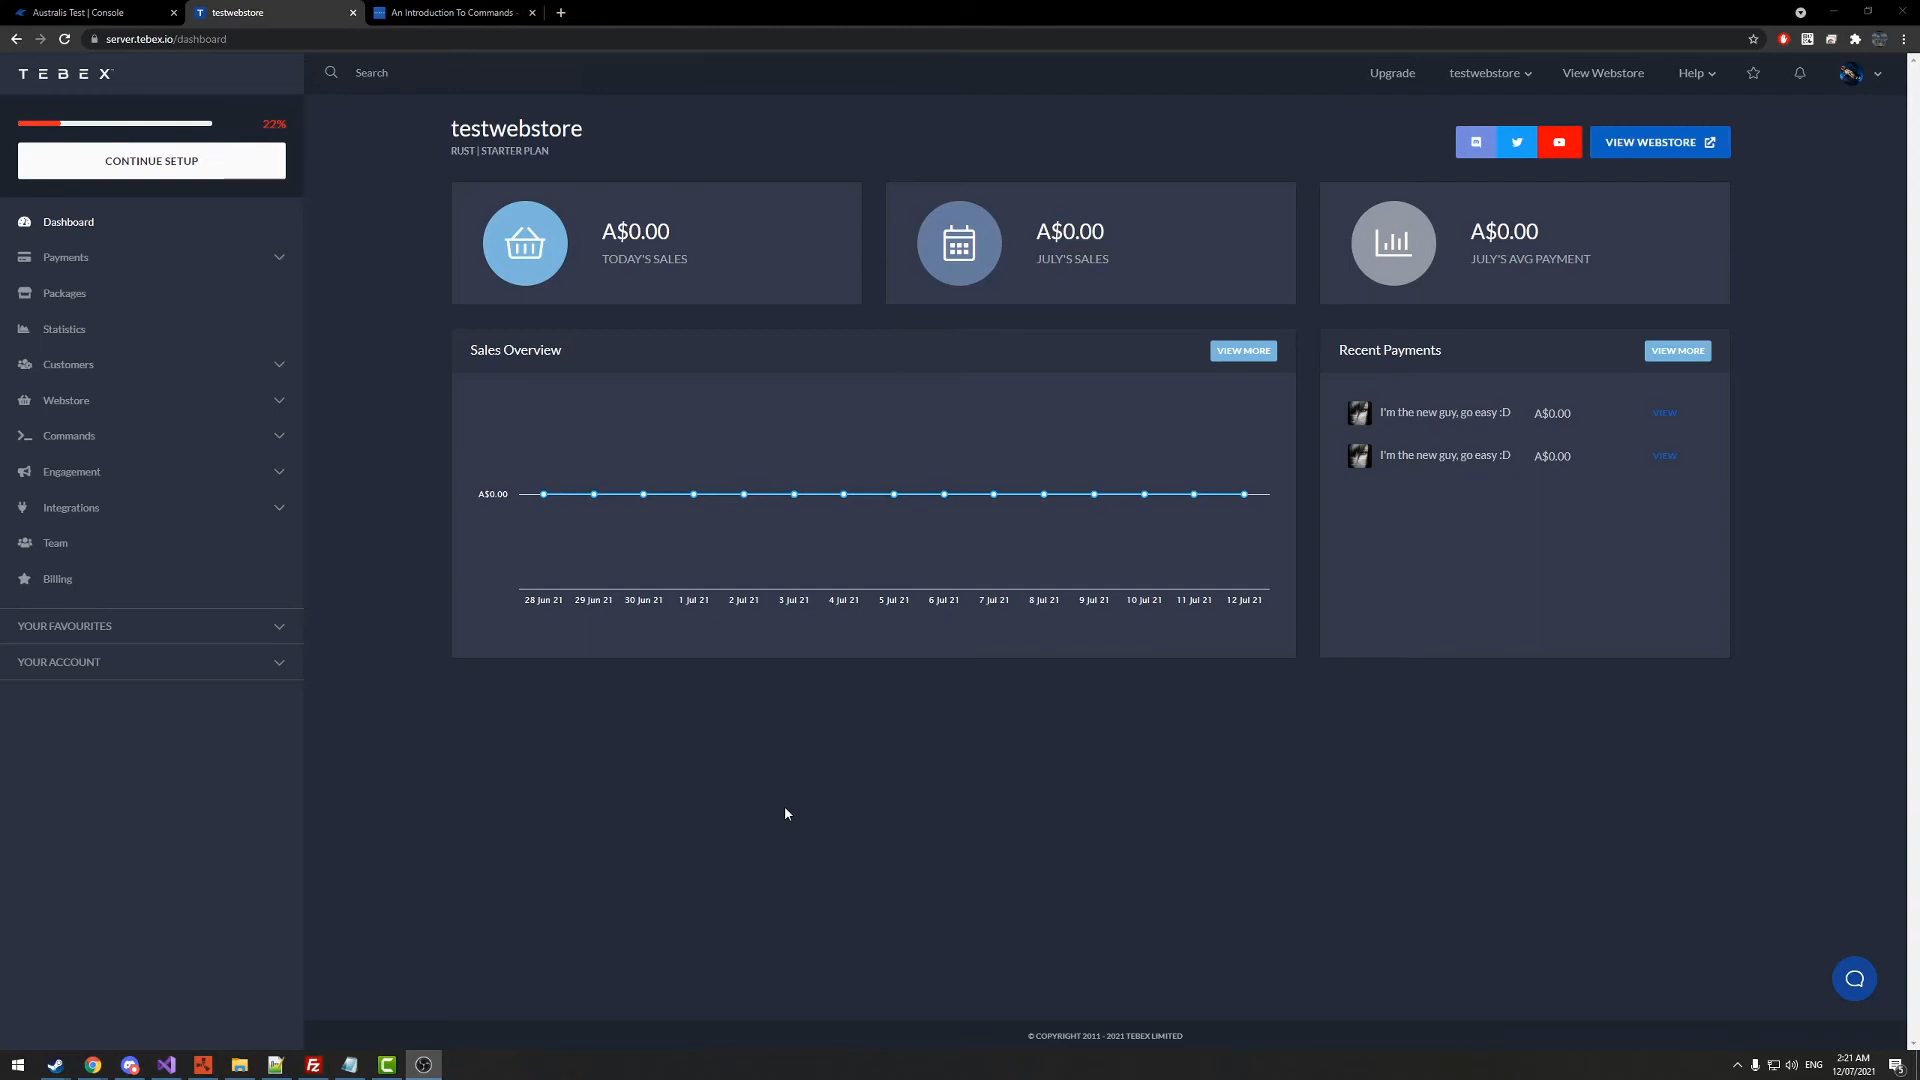 Australis Test | Console
testwebstore
An Introduction To Commands -
server.tebex.io/dashboard
TEBEX
Search
Upgrade
testwebstore
View Webstore
Help
22%
CONTINUE SETUP
Dashboard
Payments
Packages
Statistics
Customers
Webstore
Commands
Engagement
Integrations
Team
Billing
YOUR FAVOURITES
YOUR ACCOUNT
testwebstore
RUST | STARTER PLAN
VIEW WEBSTORE
A$0.00
TODAY'S SALES
A$0.00
JULY'S SALES
A$0.00
JULY'S AVG PAYMENT
Sales Overview
VIEW MORE
A$0.00
28 Jun 21 29 Jun 21 30 Jun 21 1 Jul 21 2 Jul 21 3 Jul 21 4 Jul 21 5 Jul 21 6 Jul 21 7 Jul 21 8 Jul 21 9 Jul 21 10 Jul 21 11 Jul 21 12 Jul 21
Recent Payments
VIEW MORE
I'm the new guy, go easy :D A$0.00 VIEW
I'm the new guy, go easy :D A$0.00 VIEW
© COPYRIGHT 2011 - 2021 TEBEX LIMITED
ENG
2:21 AM
12/07/2021